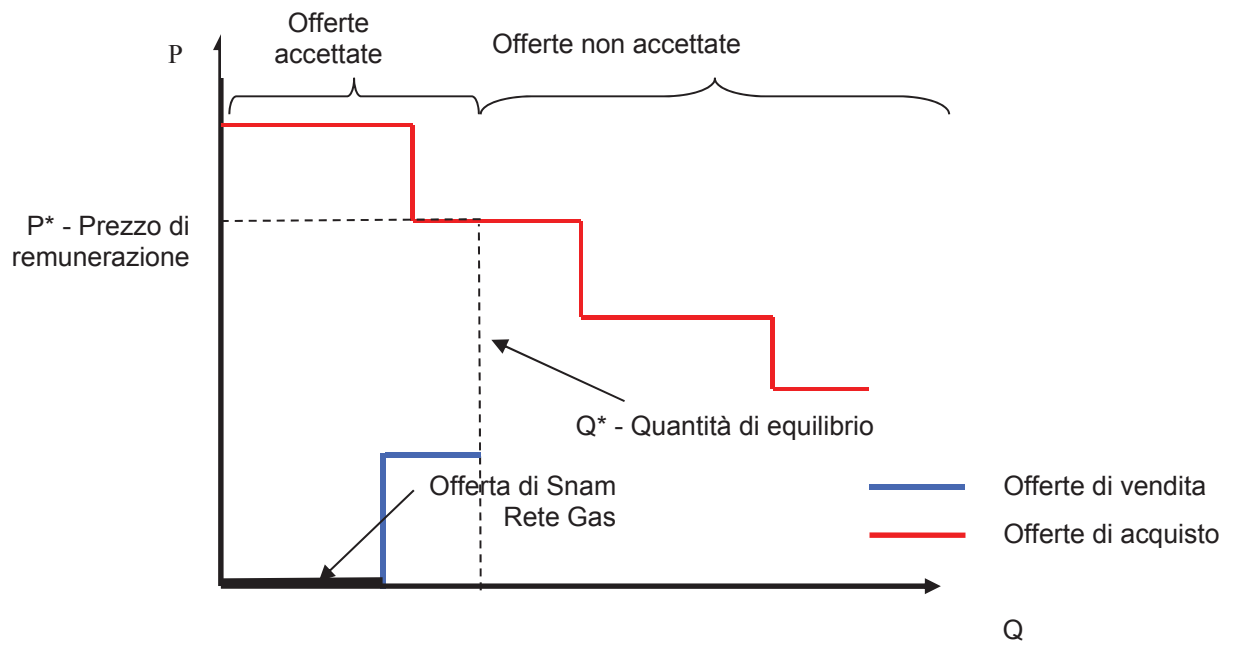 Offerte
accettate
Offerte non accettate
P
P* - Prezzo di
remunerazione
Q* - Quantità di equilibrio
Offerta di Snam
Rete Gas
Offerte di vendita
Offerte di acquisto
Q